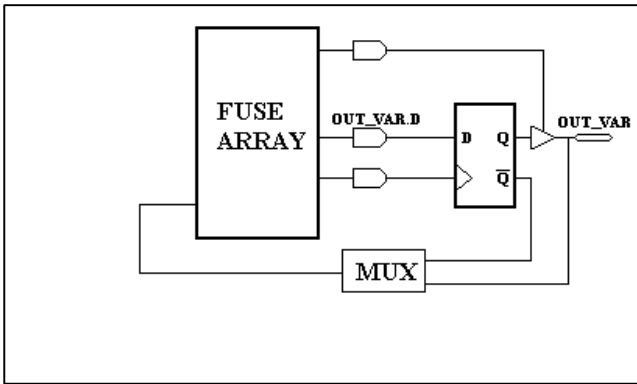 FUSE
ARRAY
OUT_VAR.D
D
Q
Q̅
OUT_VAR
MUX